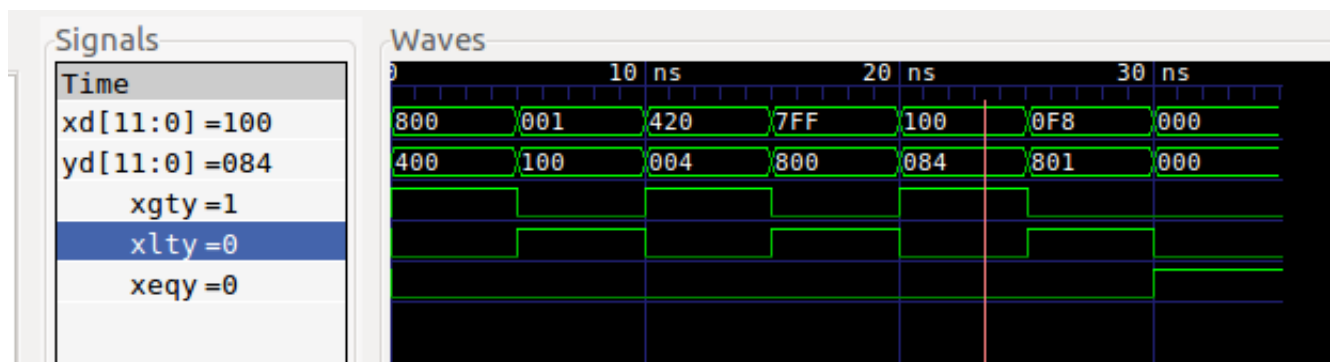 Signals
Waves
Time
0 10 ns 20 ns 30 ns
xd[11:0]=100
800 001 420 7FF 100 0F8 000
yd[11:0]=084
400 100 004 800 084 801 000
xgty=1
xlty=0
xeqy=0